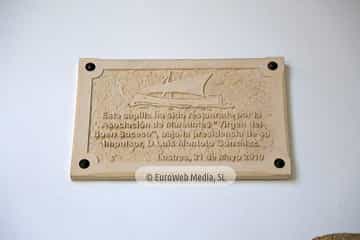 Esta capilla ha sido restaurada por la
Asociación de Mareantes "Virgen del
Buen Suceso", bajo la presidencia de su
impulsor, D. Luis Montoto González.
Lastres, 21 de Mayo 2010
© EuroWeb Media, SL